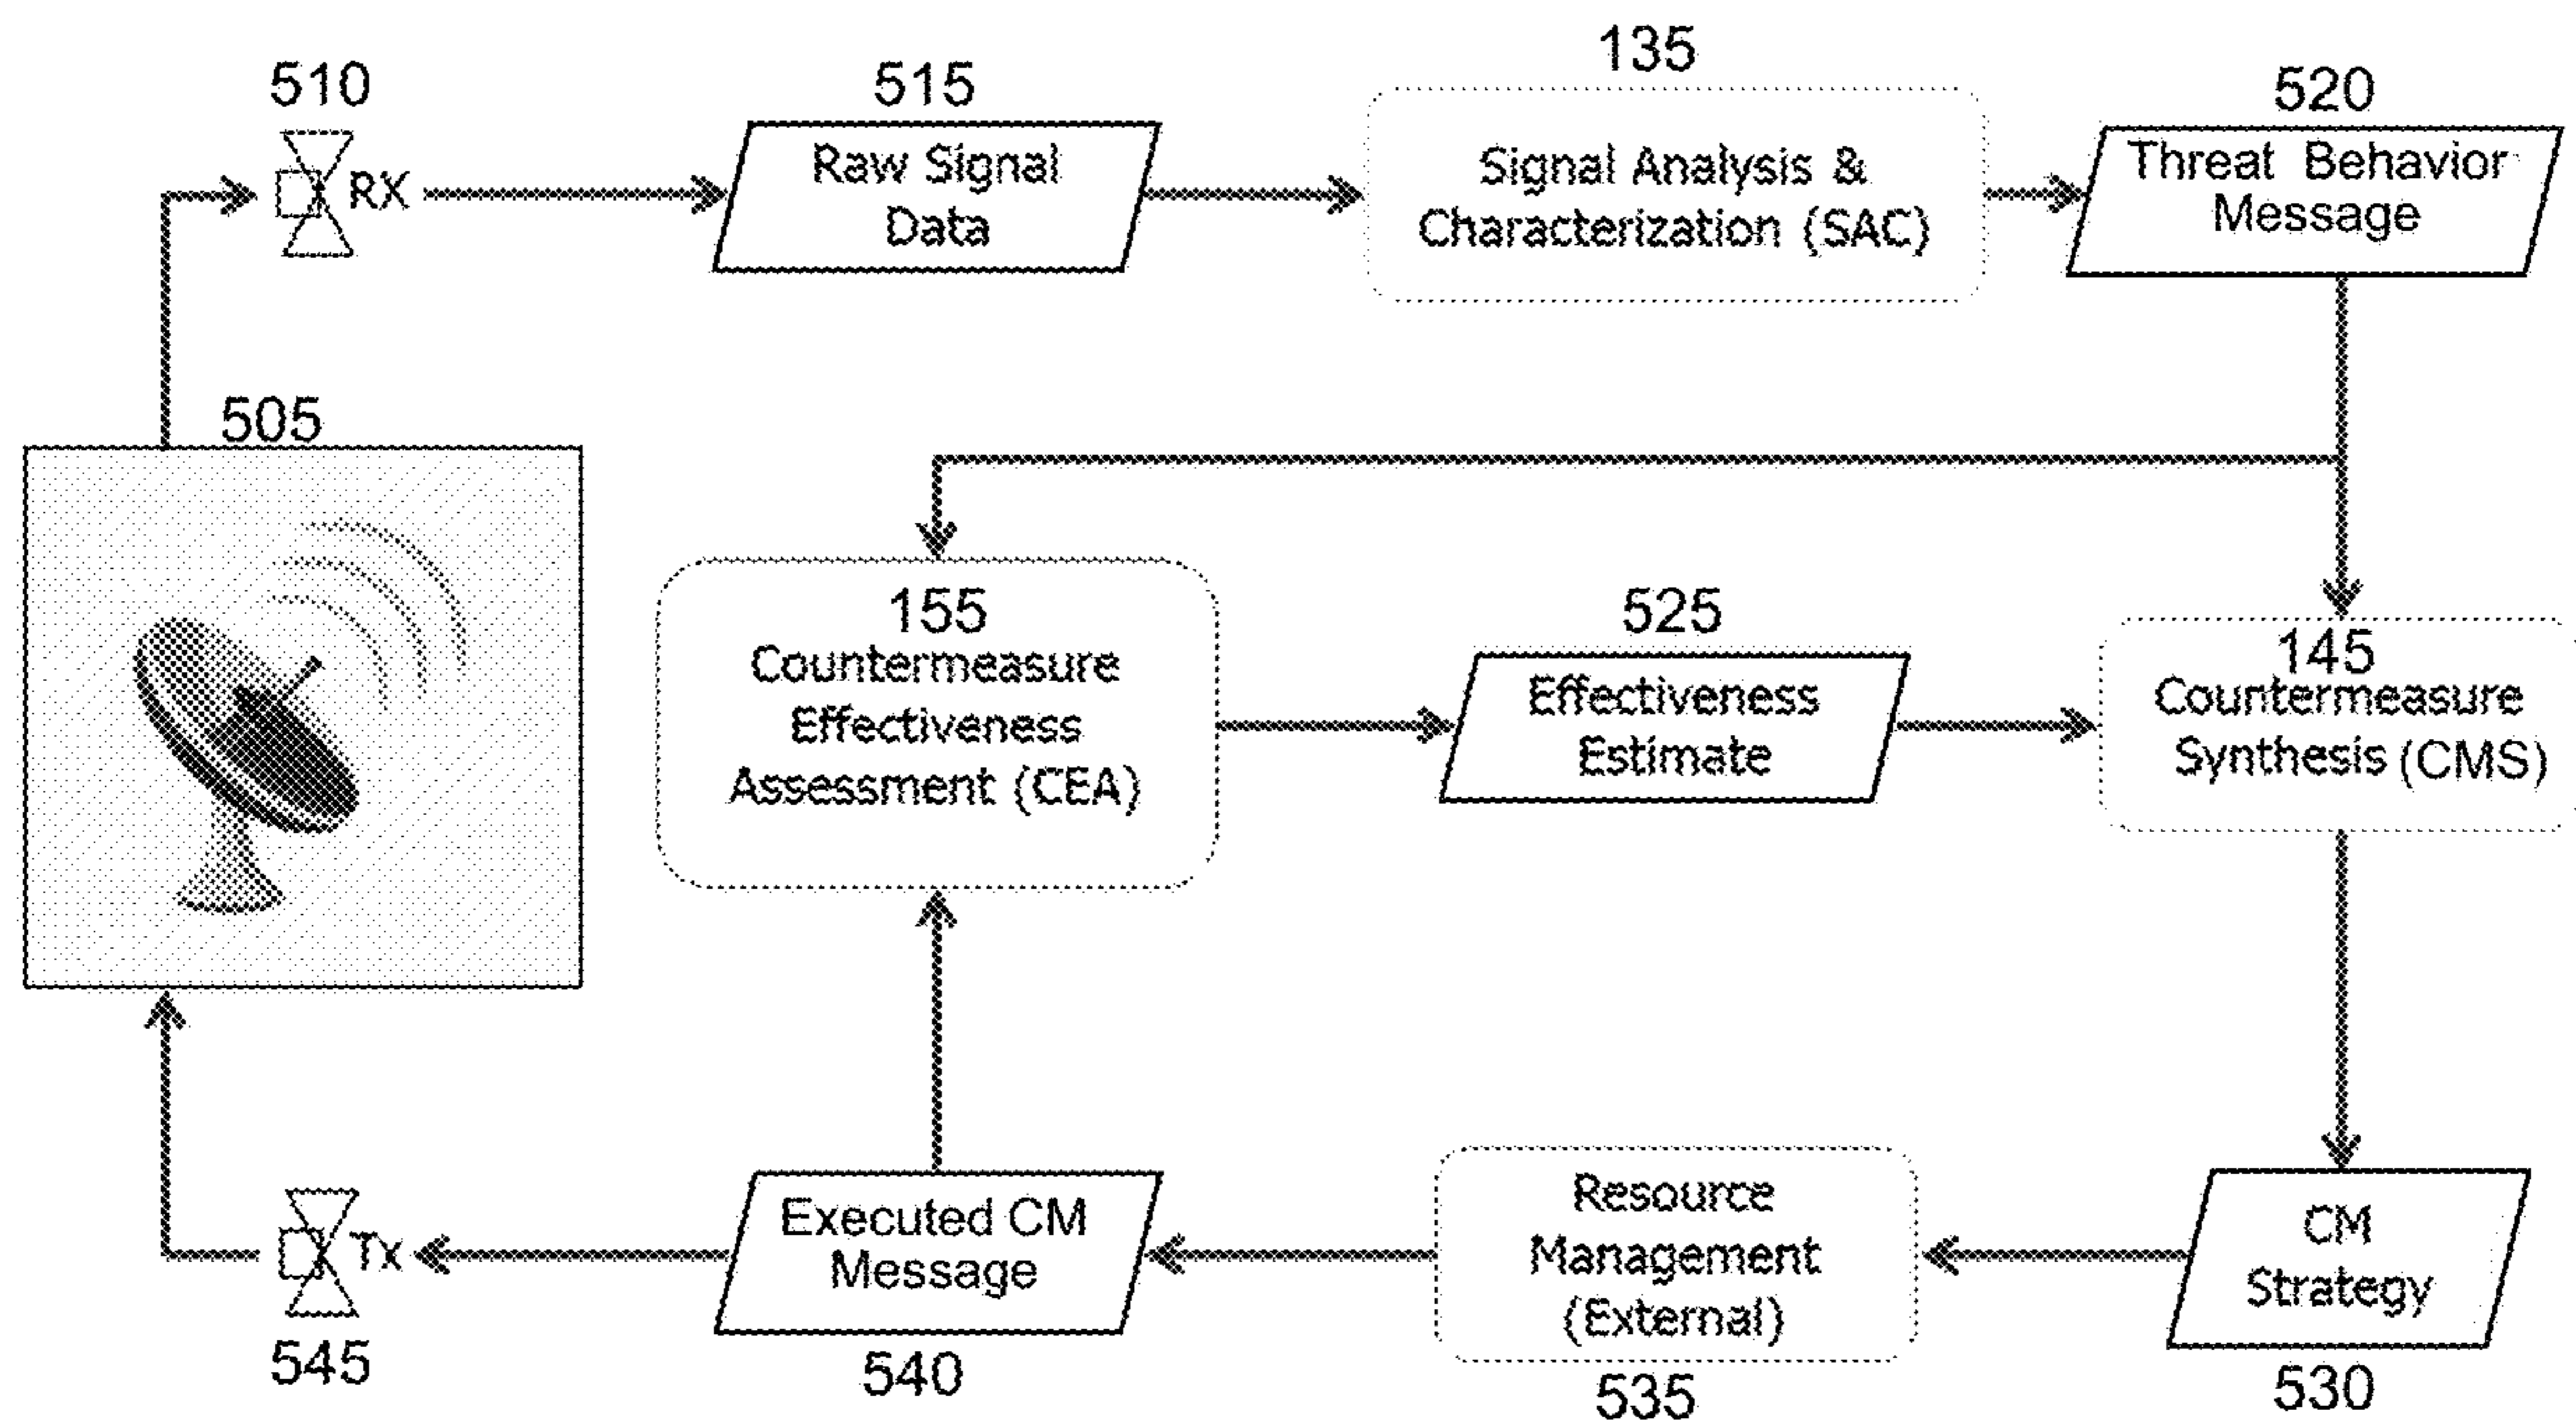 510
RX
515
Raw Signal
Data
135
Signal Analysis &
Characterization (SAC)
520
Threat Behavior
Message
505
155
Countermeasure
Effectiveness
Assessment (CEA)
525
Effectiveness
Estimate
145
Countermeasure
Synthesis (CMS)
Tx
545
Executed CM
Message
540
Resource
Management
(External)
535
CM
Strategy
530